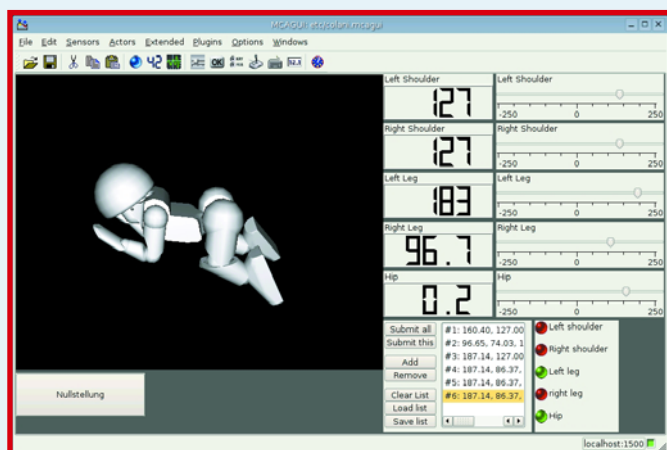 MCAGUI: attycolani.mcagui
File Edit Sensors Actors Extended Plugins Options Windows
42 OK 52.3
Left Shoulder
127
Left Shoulder
-250 0 250
Right Shoulder
127
Right Shoulder
-250 0 250
Left Leg
183
Left Leg
-250 0 250
Right Leg
96.7
Right Leg
-250 0 250
Hip
0.2
Hip
-250 0 250
Submit all
Submit this
Add
Remove
Clear List
Load list
Save list
#1: 160.40, 127.00
#2: 96.65, 74.03, 1
#3: 187.14, 127.00
#4: 187.14, 86.37,
#5: 187.14, 86.37,
#6: 187.14, 86.37,
Left shoulder
Right shoulder
Left leg
right leg
Hip
Nullstellung
localhost:1500